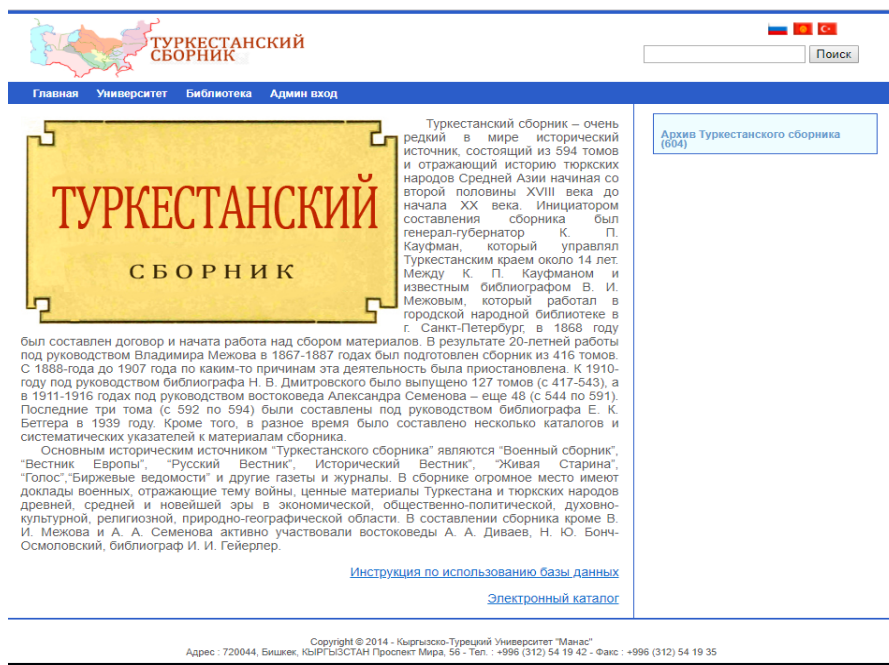 ТУРКЕСТАНСКИЙ
СБОРНИК
Поиск
Главная Университет Библиотека Админ вход
ТУРКЕСТАНСКИЙ
СБОРНИК
Туркестанский сборник – очень
редкий в мире исторический
источник, состоящий из 594 томов
и отражающий историю тюркских
народов Средней Азии начиная со
второй половины XVIII века до
начала XX века. Инициатором
составления сборника был
генерал-губернатор К. П.
Кауфман, который управлял
Туркестанским краем около 14 лет.
Между К. П. Кауфманом и
известным библиографом В. И.
Межовым, который работал в
городской народной библиотеке в
г. Санкт-Петербург, в 1868 году
был составлен договор и начата работа над сбором материалов. В результате 20-летней работы
под руководством Владимира Межова в 1867-1887 годах был подготовлен сборник из 416 томов.
С 1888-года до 1907 года по каким-то причинам эта деятельность была приостановлена. К 1910-
году под руководством библиографа Н. В. Дмитровского было выпущено 127 томов (с 417-543), а
в 1911-1916 годах под руководством востоковеда Александра Семенова – еще 48 (с 544 по 591).
Последние три тома (с 592 по 594) были составлены под руководством библиографа Е. К.
Бетгера в 1939 году. Кроме того, в разное время было составлено несколько каталогов и
систематических указателей к материалам сборника.
Основным историческим источником “Туркестанского сборника” являются “Военный сборник”,
“Вестник Европы”, “Русский Вестник”, Исторический Вестник”, “Живая Старина”,
“Голос”,“Биржевые ведомости” и другие газеты и журналы. В сборнике огромное место имеют
доклады военных, отражающие тему войны, ценные материалы Туркестана и тюркских народов
древней, средней и новейшей эры в экономической, общественно-политической, духовно-
культурной, религиозной, природно-географической области. В составлении сборника кроме В.
И. Межова и А. А. Семенова активно участвовали востоковеды А. А. Диваев, Н. Ю. Бонч-
Осмоловский, библиограф И. И. Гейерлер.
Инструкция по использованию базы данных
Электронный каталог
Архив Туркестанского сборника
(604)
Copyright © 2014 - Кыргызско-Турецкий Университет "Манас"
Адрес : 720044, Бишкек, КЫРГЫЗСТАН Проспект Мира, 56 - Тел. : +996 (312) 54 19 42 - Факс : +996 (312) 54 19 35